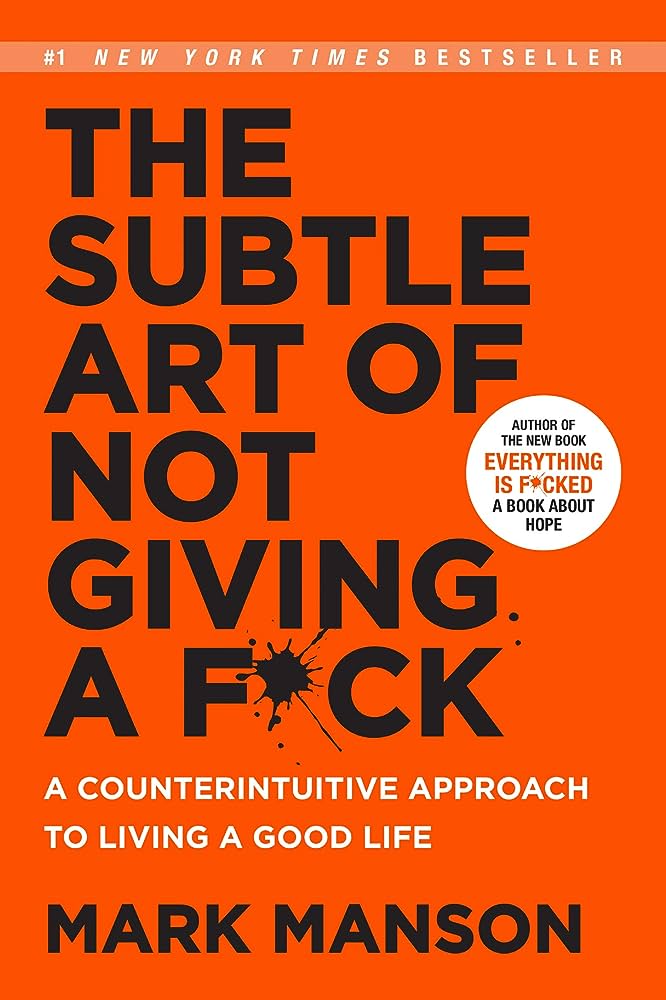 #1 NEW YORK TIMES BESTSELLER
THE
SUBTLE
ART OF
NOT
GIVING
A F*CK
AUTHOR OF
THE NEW BOOK
EVERYTHING
IS F*CKED
A BOOK ABOUT
HOPE
A COUNTERINTUITIVE APPROACH
TO LIVING A GOOD LIFE
MARK MANSON